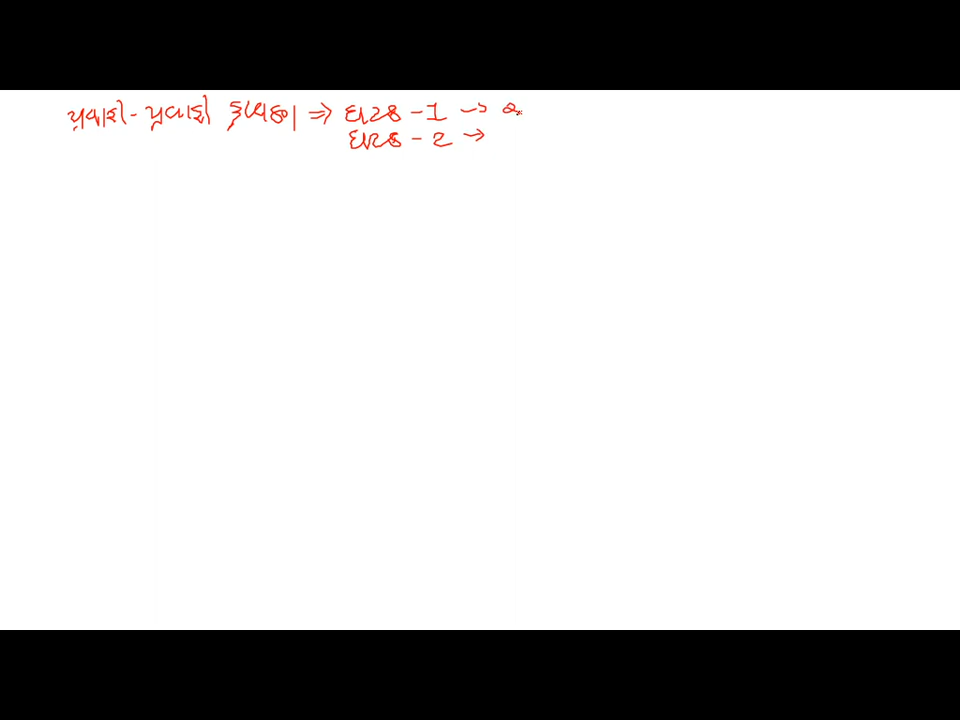 પ્રવાહી - પ્રવાહી દ્રાવણ ⇒ ઘટક - 1 →
ઘટક - 2 →